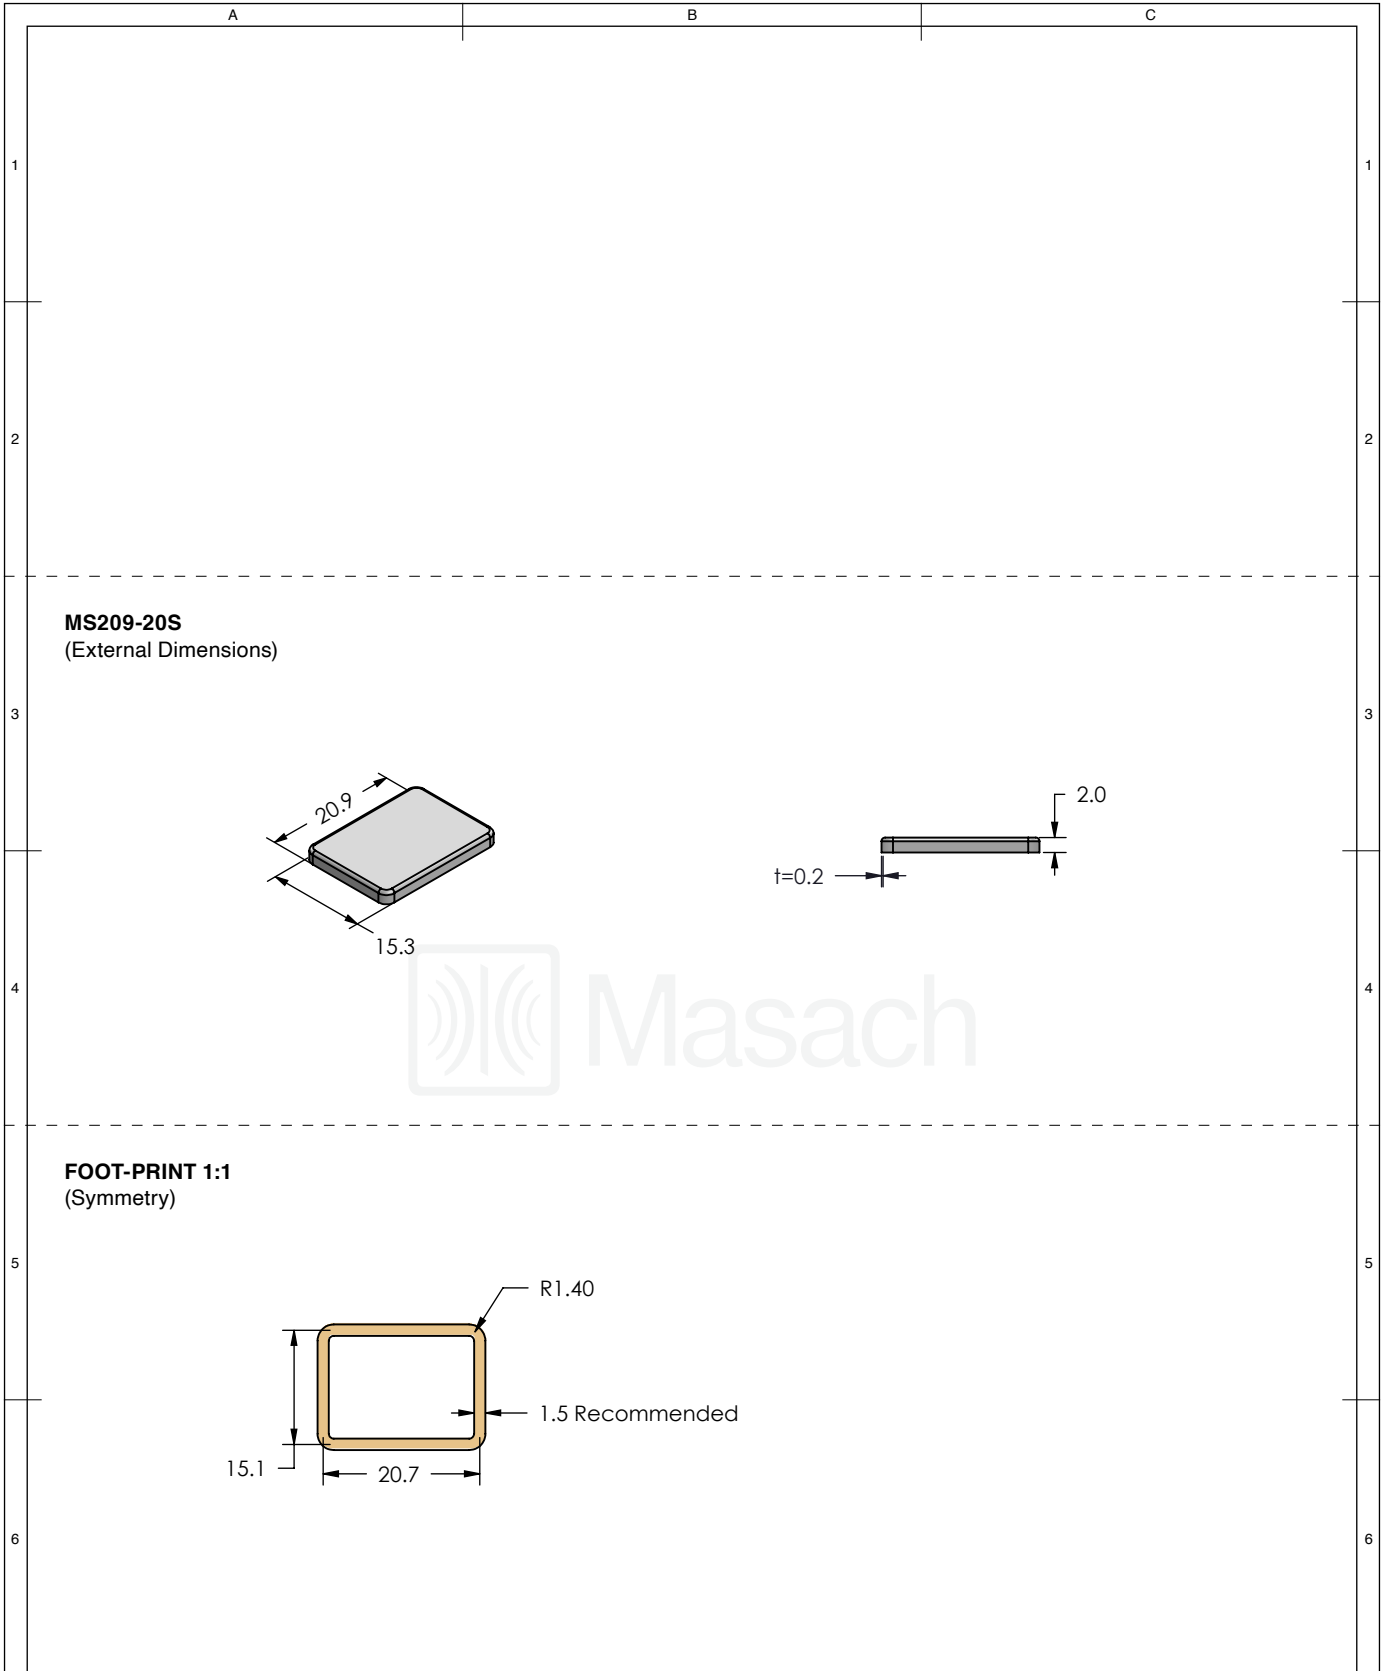 A B C
1 1
2 2
MS209-20S
(External Dimensions)
3 3
20.9
2.0
t=0.2
15.3
Masach
4 4
FOOT-PRINT 1:1
(Symmetry)
5 5
R1.40
1.5 Recommended
15.1
20.7
6 6